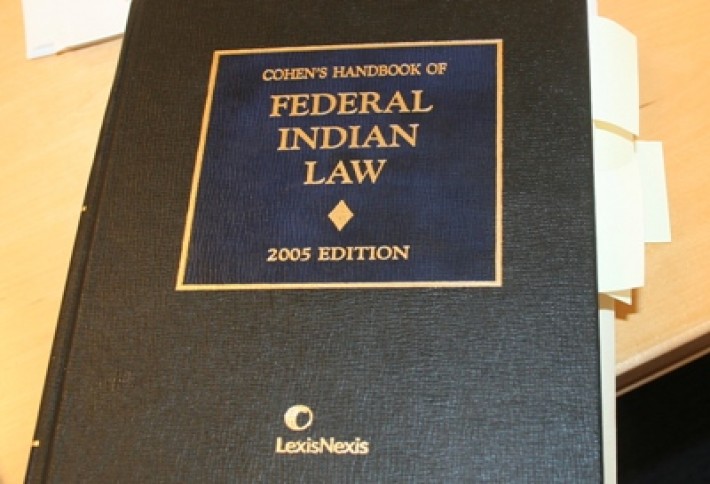 COHEN'S HANDBOOK OF
FEDERAL
INDIAN
LAW
2005 EDITION
LexisNexis